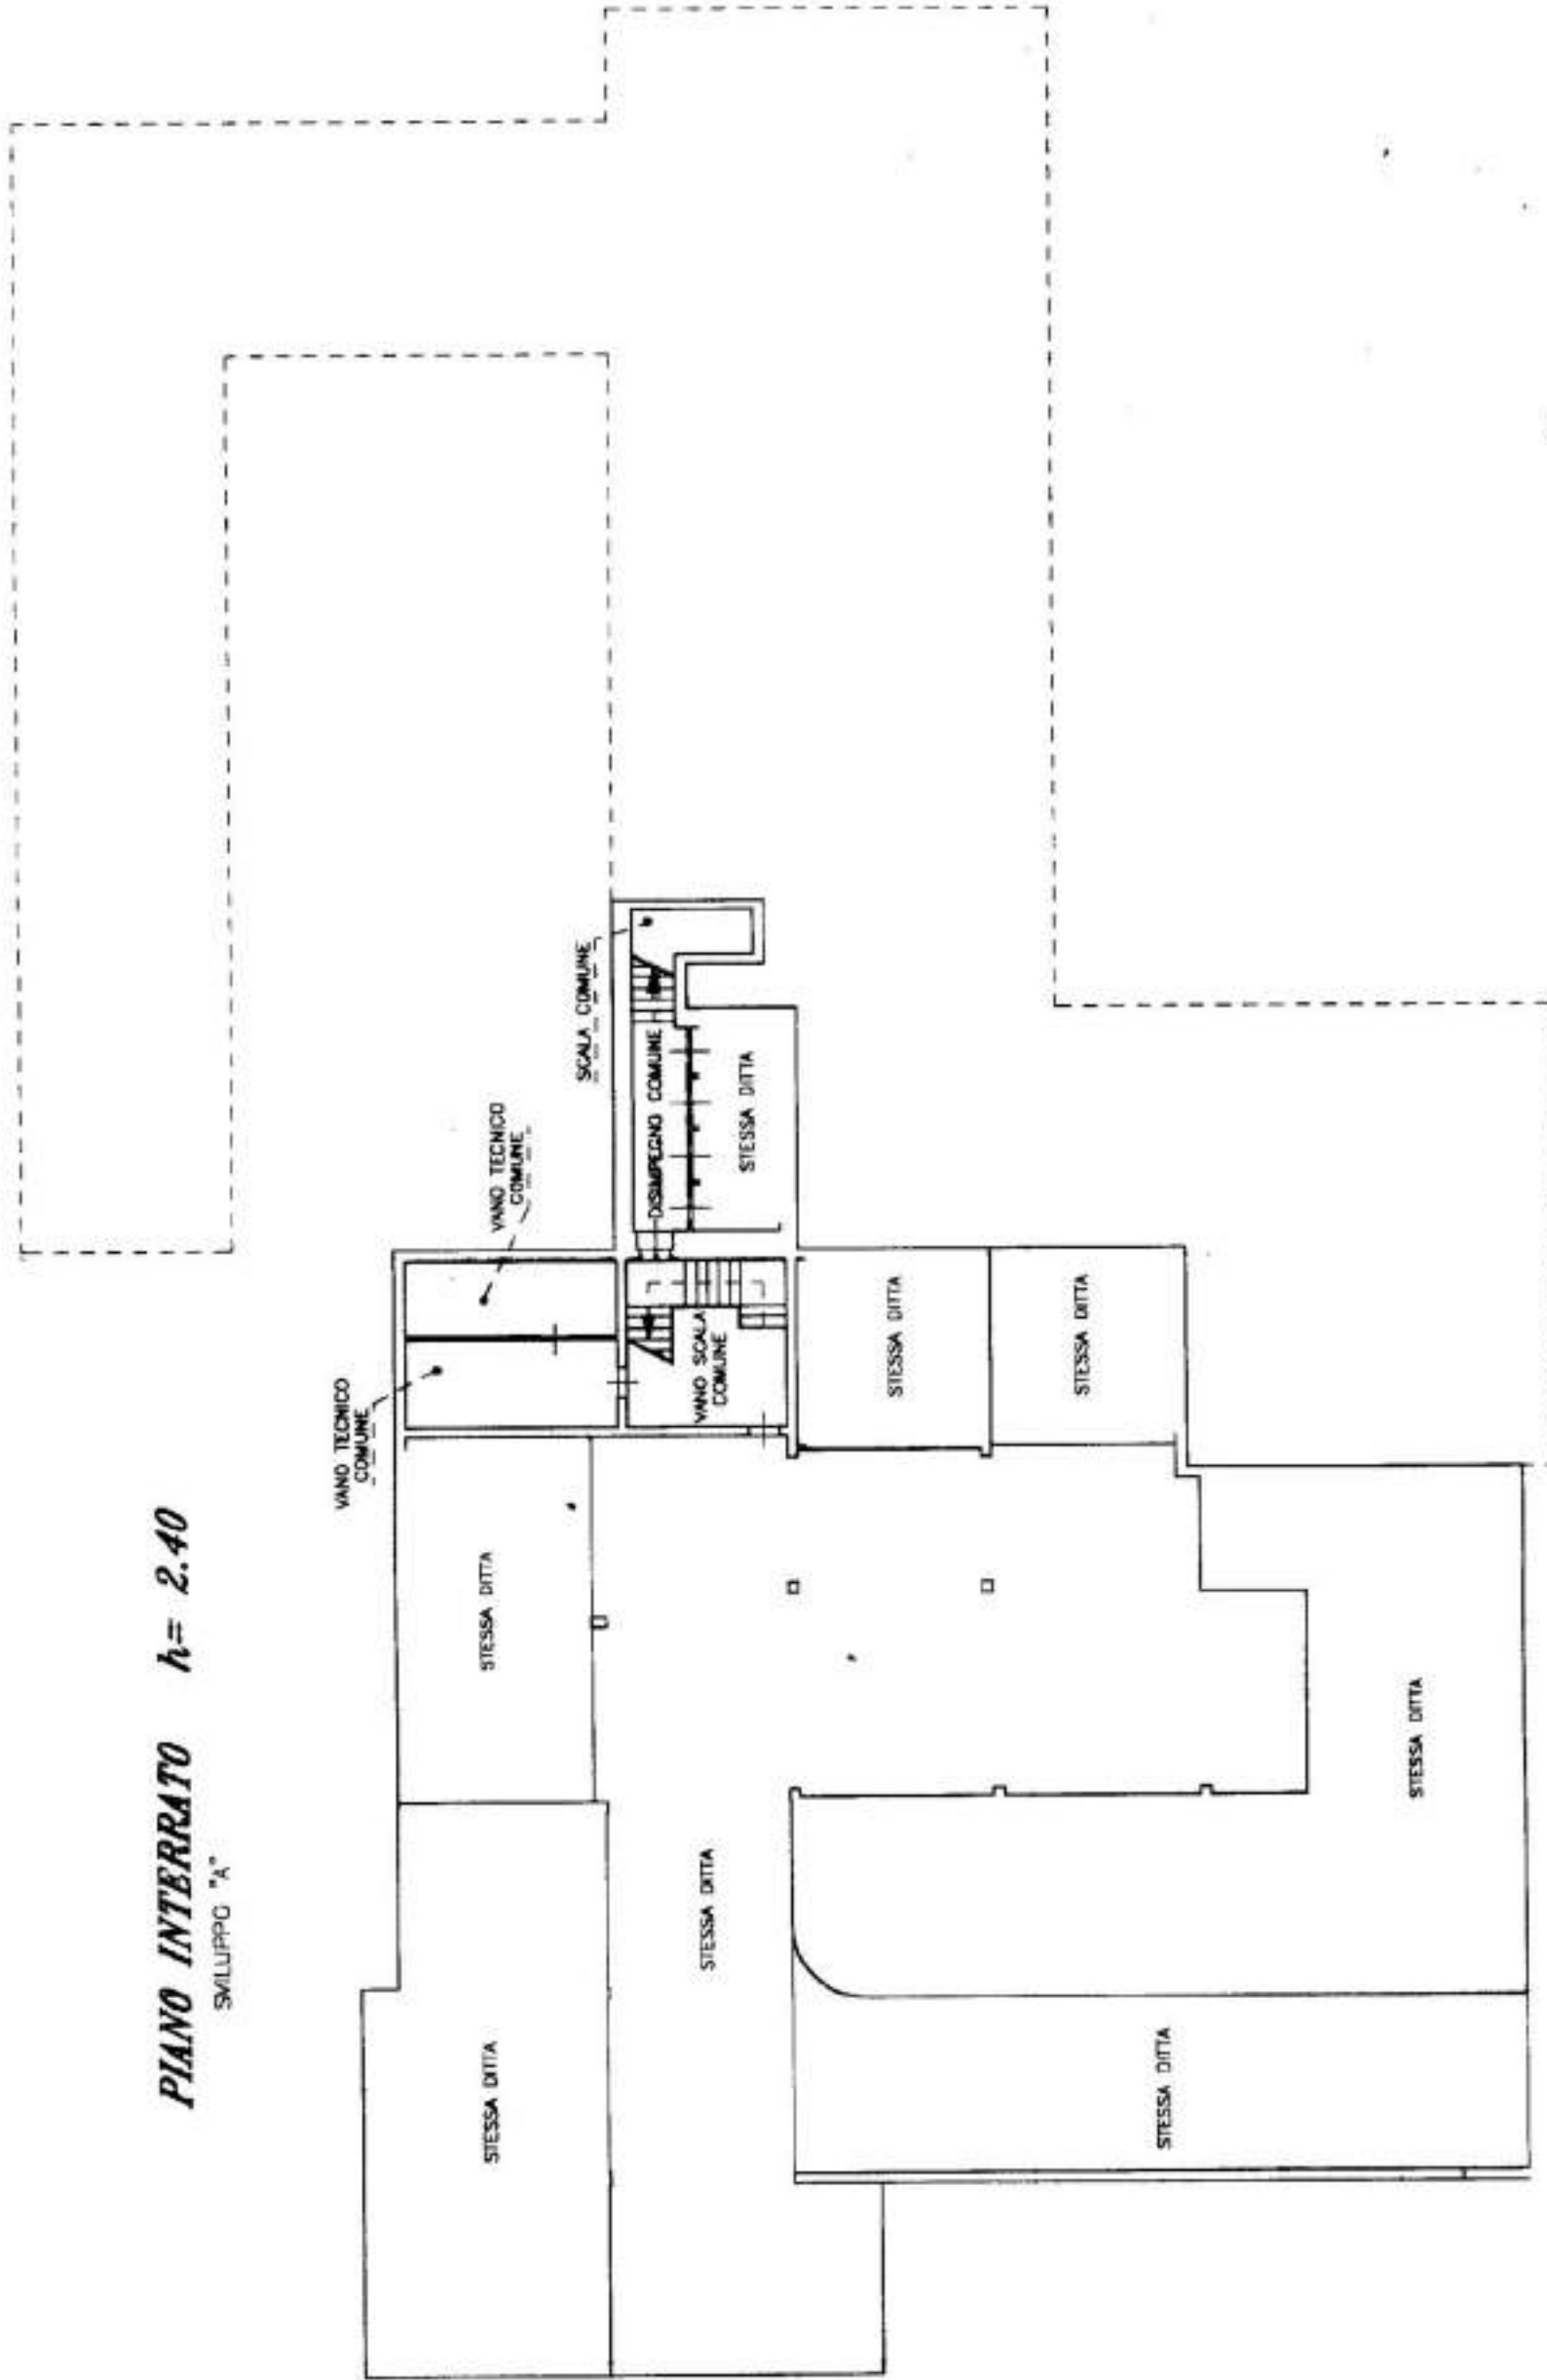 PIANO INTERRATO h= 2.40
SVILUPPO "A"
VANO TECNICO
COMUNE
VANO TECNICO
COMUNE
SCALA COMUNE
DISIMPEGNO COMUNE
STESSA DITTA
VANO SCALA
COMUNE
STESSA DITTA
STESSA DITTA
STESSA DITTA
STESSA DITTA
STESSA DITTA
STESSA DITTA
STESSA DITTA